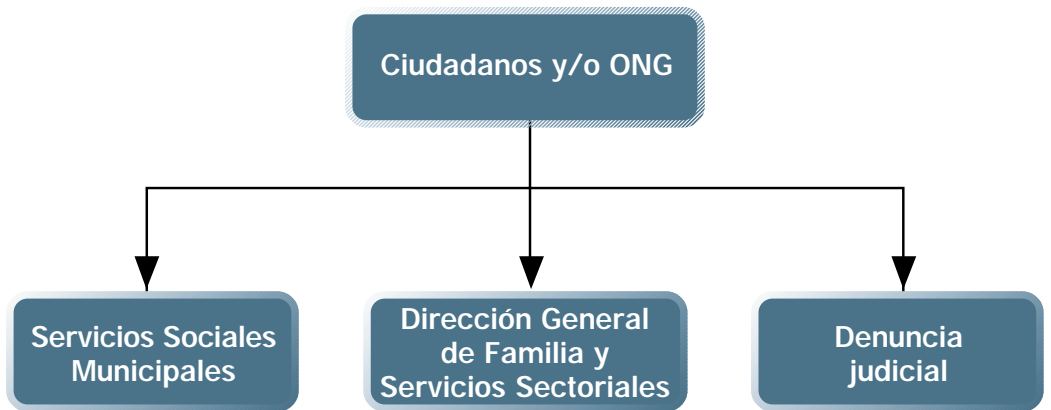 Ciudadanos y/o ONG
Servicios Sociales
Municipales
Dirección General
de Familia y
Servicios Sectoriales
Denuncia
judicial